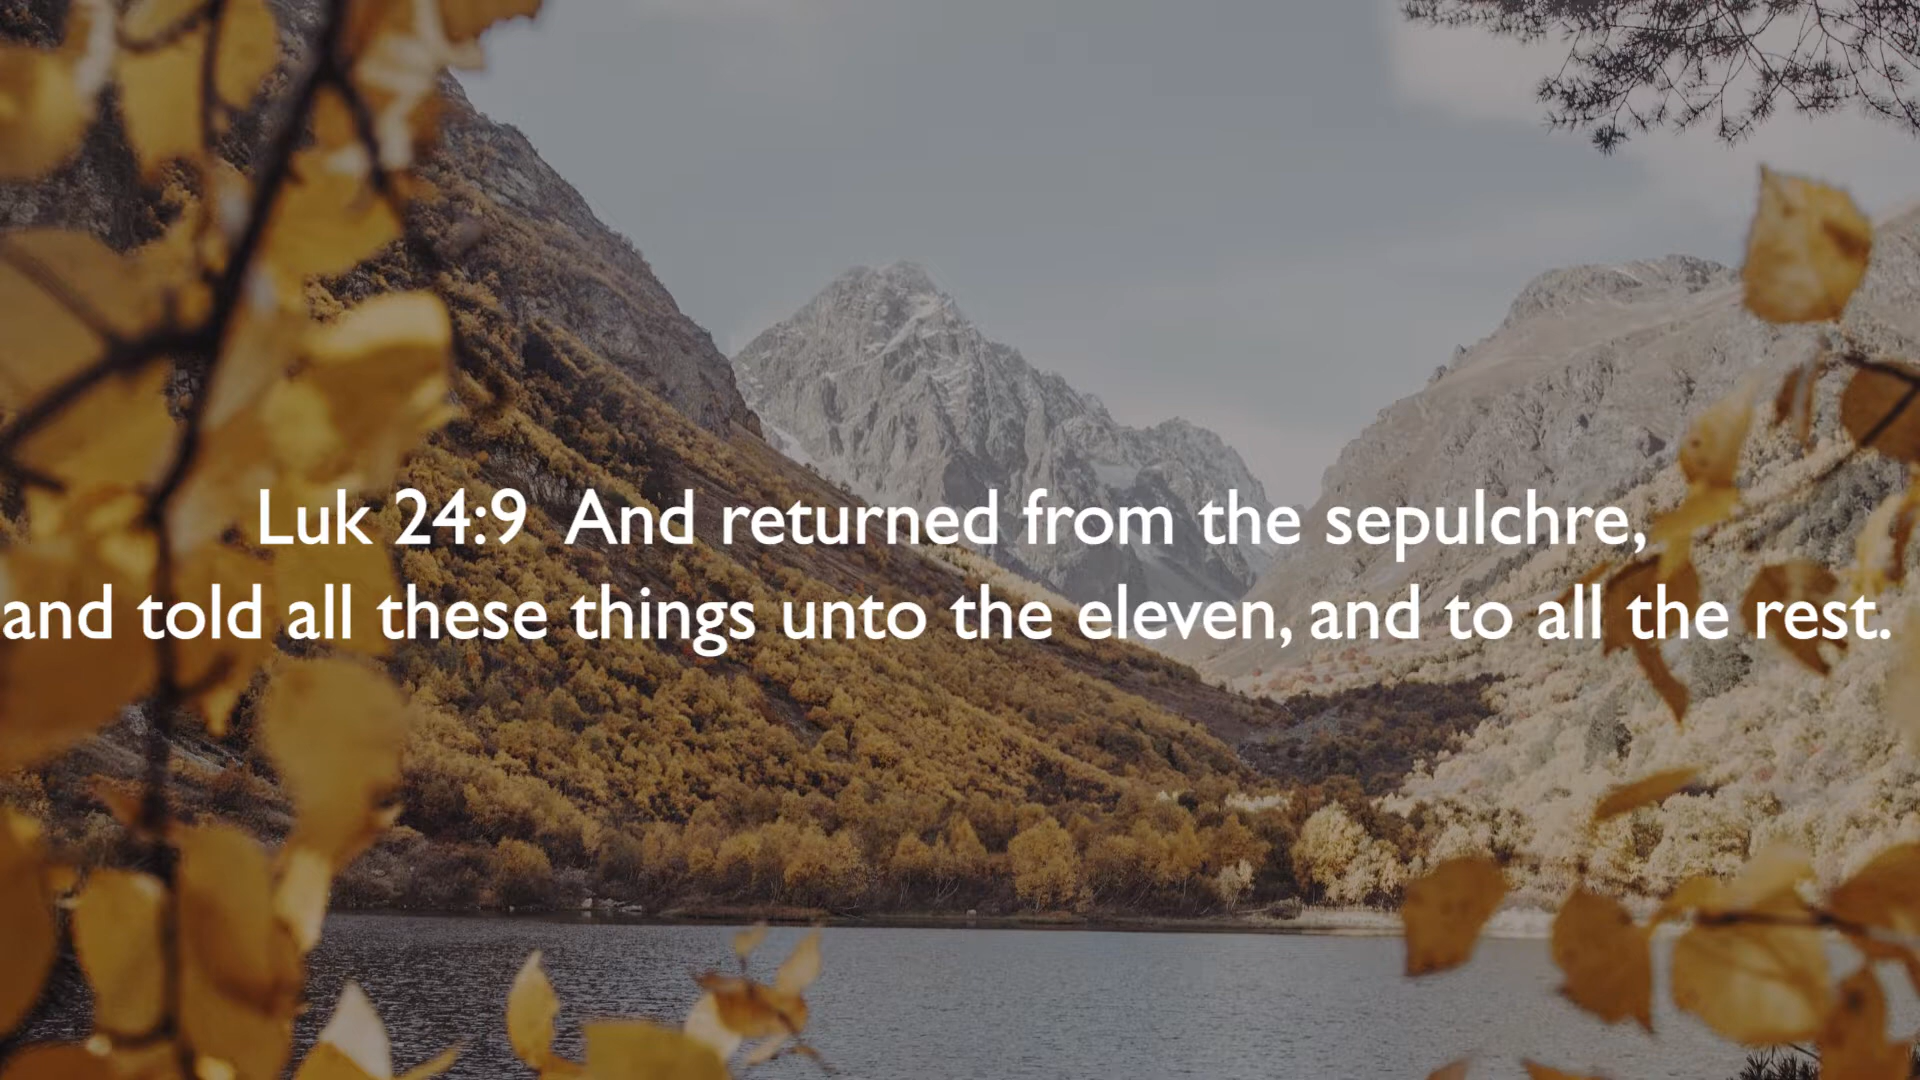 Luk 24:9  And returned from the sepulchre,
and told all these things unto the eleven, and to all the rest.